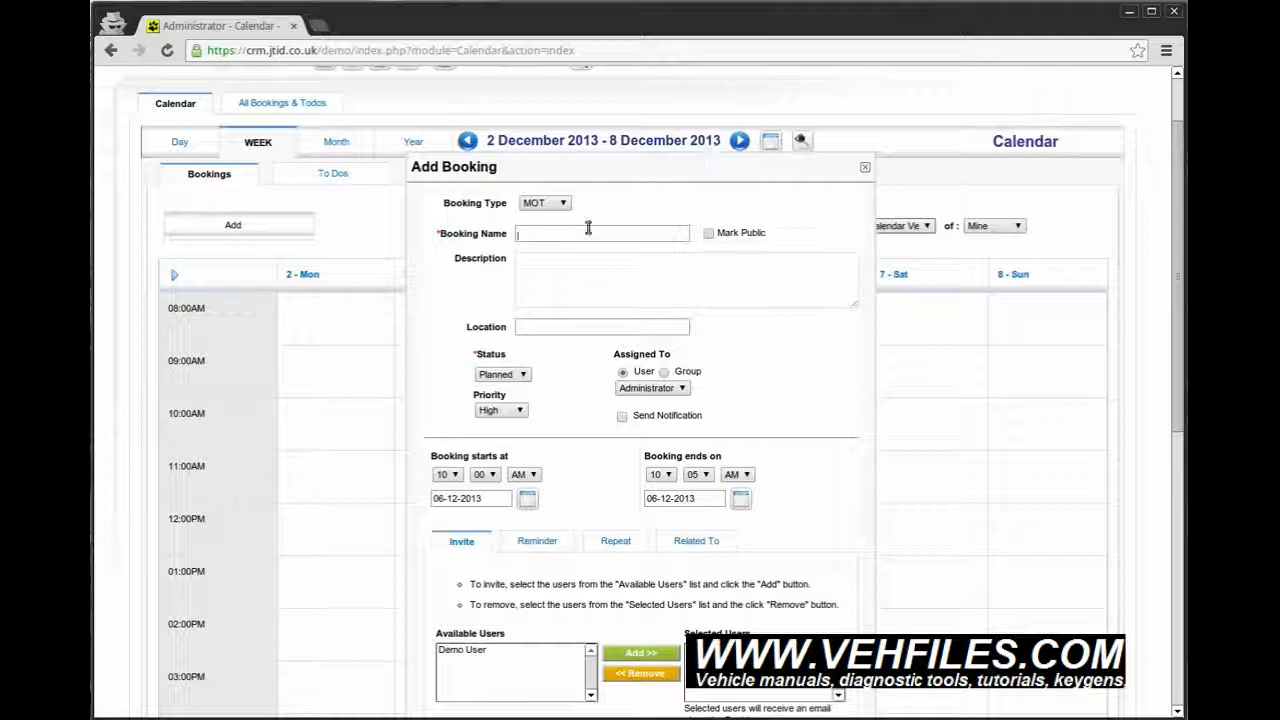 Administrator - Calendar -
https://crm.jtid.co.uk/demo/index.php?module=Calendar&action=index
Calendar
All Bookings & Todos
Day
WEEK
Month
Year
2 December 2013 - 8 December 2013
Calendar
Bookings
To Dos
Add Booking
Booking Type
MOT
*Booking Name
Mark Public
Add
alendar Ve
of :
Mine
Description
2 - Mon
7 - Sat
8 - Sun
08:00AM
Location
*Status
Assigned To
09:00AM
User
Group
Planned
Administrator
Priority
High
10:00AM
Send Notification
Booking starts at
Booking ends on
11:00AM
10
00
AM
10
05
AM
06-12-2013
06-12-2013
12:00PM
Invite
Reminder
Repeat
Related To
01:00PM
To invite, select the users from the "Available Users" list and click the "Add" button.
To remove, select the users from the "Selected Users" list and the click "Remove" button.
02:00PM
Available Users
Selected Users
Demo User
Add >>
<< Remove
03:00PM
WWW.VEHFILES.COM
Vehicle manuals, diagnostic tools, tutorials, keygens.
Selected users will receive an email